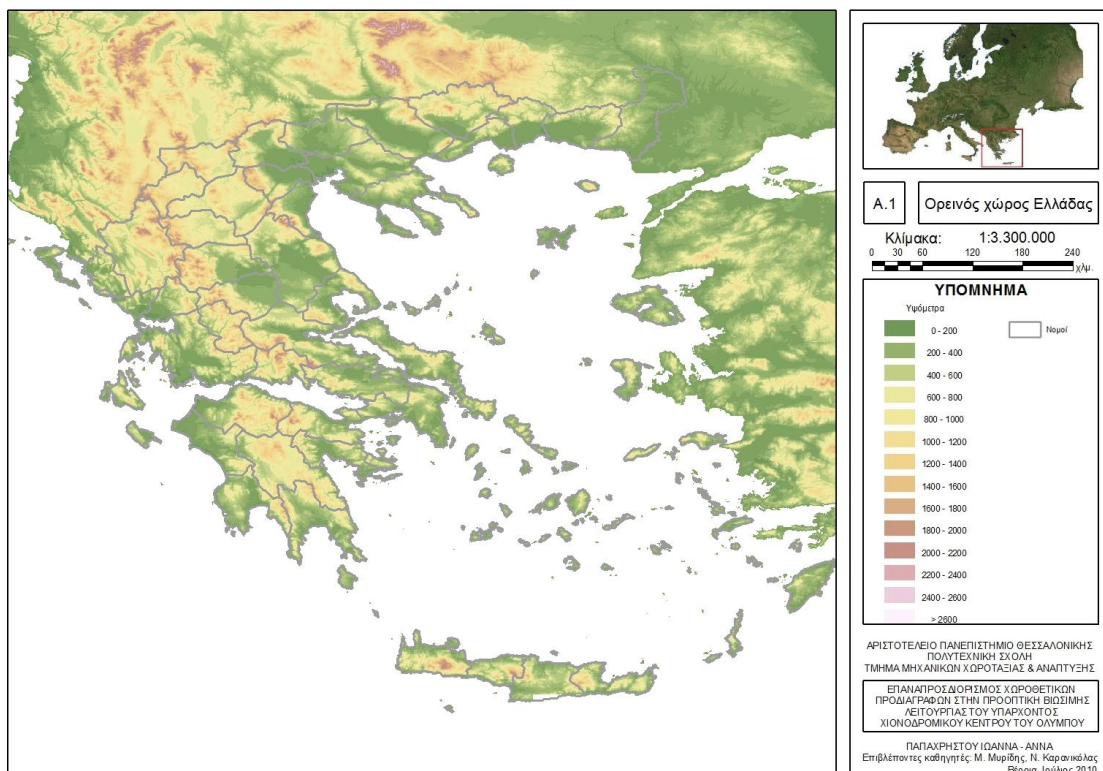 A.1
Ορεινός χώρος Ελλάδας
Κλίμακα: 1:3.300.000
0 30 60 120 180 240
χλμ.
ΥΠΟΜΝΗΜΑ
Υψόμετρα
0 - 200
Νομοί
200 - 400
400 - 600
600 - 800
800 - 1000
1000 - 1200
1200 - 1400
1400 - 1600
1600 - 1800
1800 - 2000
2000 - 2200
2200 - 2400
2400 - 2600
> 2600
ΑΡΙΣΤΟΤΕΛΕΙΟ ΠΑΝΕΠΙΣΤΗΜΙΟ ΘΕΣΣΑΛΟΝΙΚΗΣ
ΠΟΛΥΤΕΧΝΙΚΗ ΣΧΟΛΗ
ΤΜΗΜΑ ΜΗΧΑΝΙΚΩΝ ΧΩΡΟΤΑΞΙΑΣ & ΑΝΑΠΤΥΞΗΣ
ΕΠΑΝΑΠΡΟΣΔΙΟΡΙΣΜΟΣ ΧΩΡΟΘΕΤΙΚΩΝ
ΠΡΟΔΙΑΓΡΑΦΩΝ ΣΤΗΝ ΠΡΟΟΠΤΙΚΗ ΒΙΩΣΙΜΗΣ
ΛΕΙΤΟΥΡΓΙΑΣ ΤΟΥ ΥΠΑΡΧΟΝΤΟΣ
ΧΙΟΝΟΔΡΟΜΙΚΟΥ ΚΕΝΤΡΟΥ ΤΟΥ ΟΛΥΜΠΟΥ
ΠΑΠΑΧΡΗΣΤΟΥ ΙΩΑΝΝΑ - ΑΝΝΑ
Επιβλέποντες καθηγητές: Μ. Μυρίδης, Ν. Καρανικόλας
Βέροια, Ιούλιος 2010